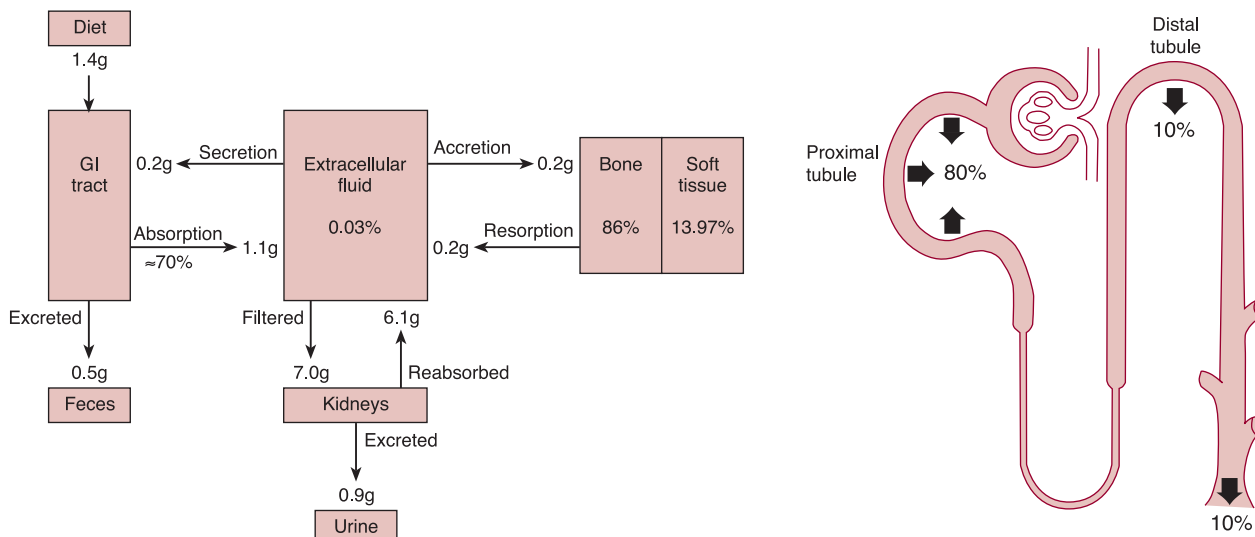 Diet
1.4g
GI
tract
0.2g
Secretion
Extracellular
fluid
0.03%
Accretion
0.2g
Bone
86%
Soft
tissue
13.97%
Absorption
≈70%
1.1g
0.2g
Resorption
Excreted
0.5g
Feces
Filtered
7.0g
6.1g
Reabsorbed
Kidneys
Excreted
0.9g
Urine
Proximal
tubule
80%
Distal
tubule
10%
10%